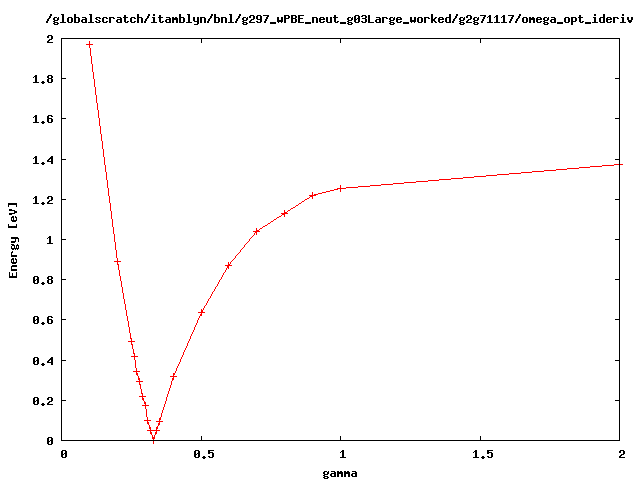 /globalscratch/itamblyn/bnl/g297_wPBE_neut_g03Large_worked/g2g71117/omega_opt_ideriv
2
1.8
1.6
1.4
1.2
1
0.8
0.6
0.4
0.2
0
Energy [eV]
0 0.5 1 1.5 2
gamma